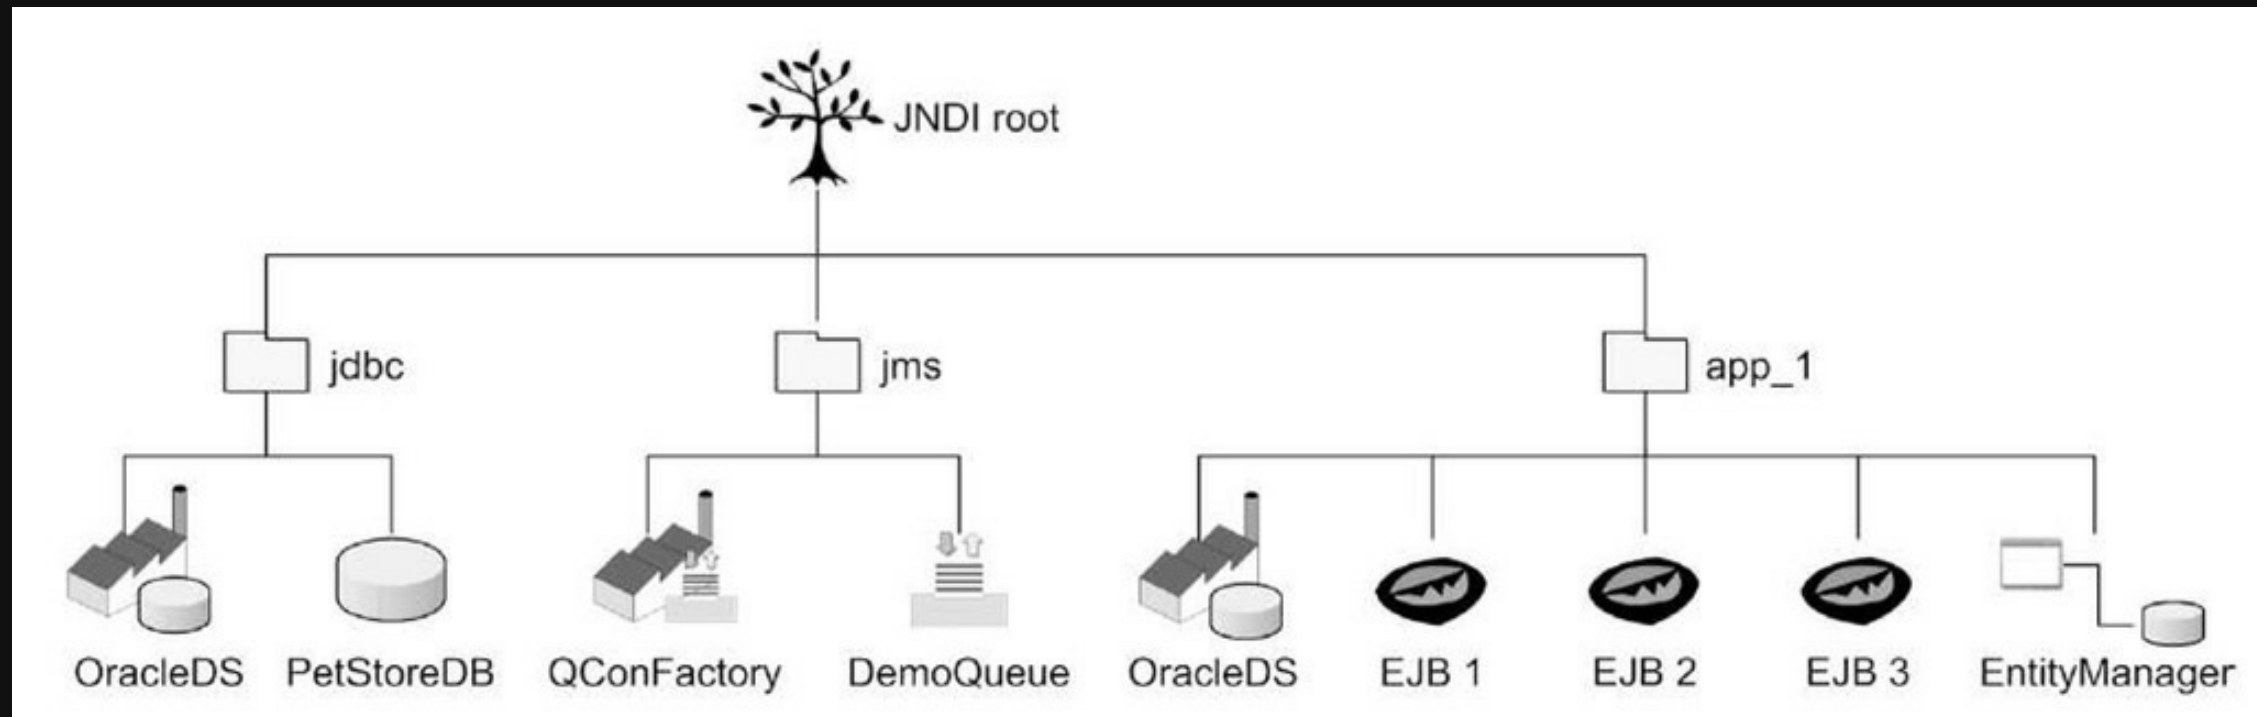 JNDI root
jdbc
jms
app_1
OracleDS
PetStoreDB
QConFactory
DemoQueue
OracleDS
EJB 1
EJB 2
EJB 3
EntityManager